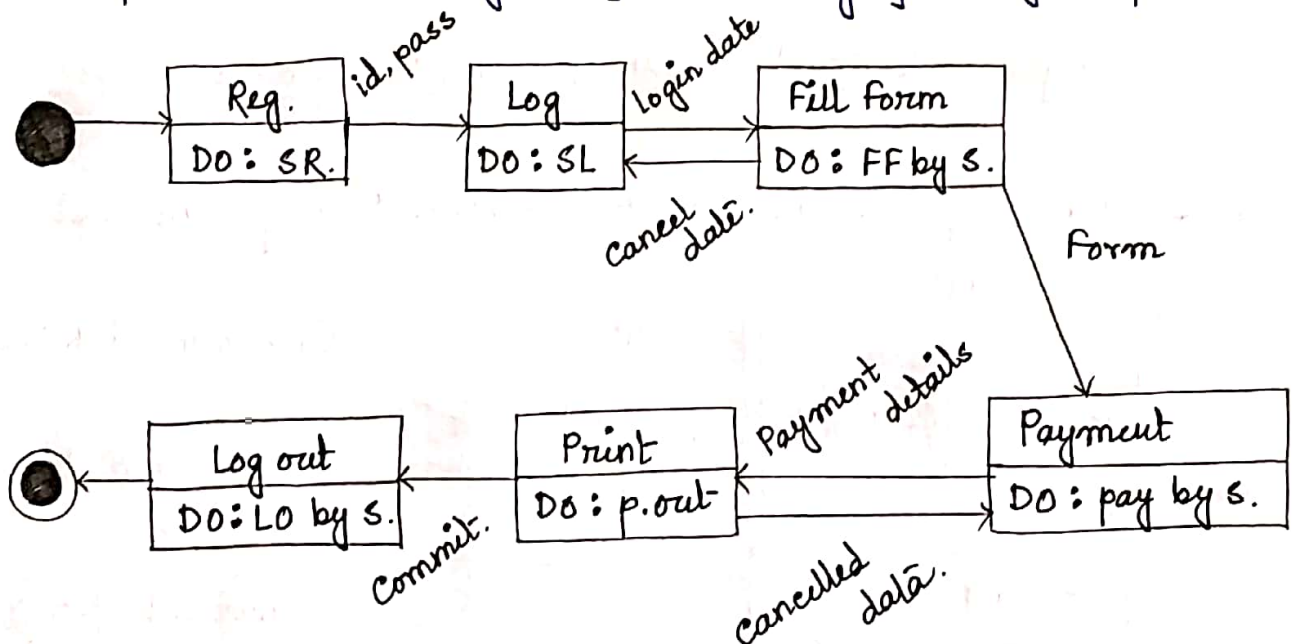 id, pass
Reg.
DO : SR.
Log
DO : SL
Login date
Fill form
DO : FF by S.
cancel
date.
Form
Payment
details
Payment
DO : pay by S.
Print
DO : p.out
Log out
DO : LO by S.
Commit.
cancelled
data.